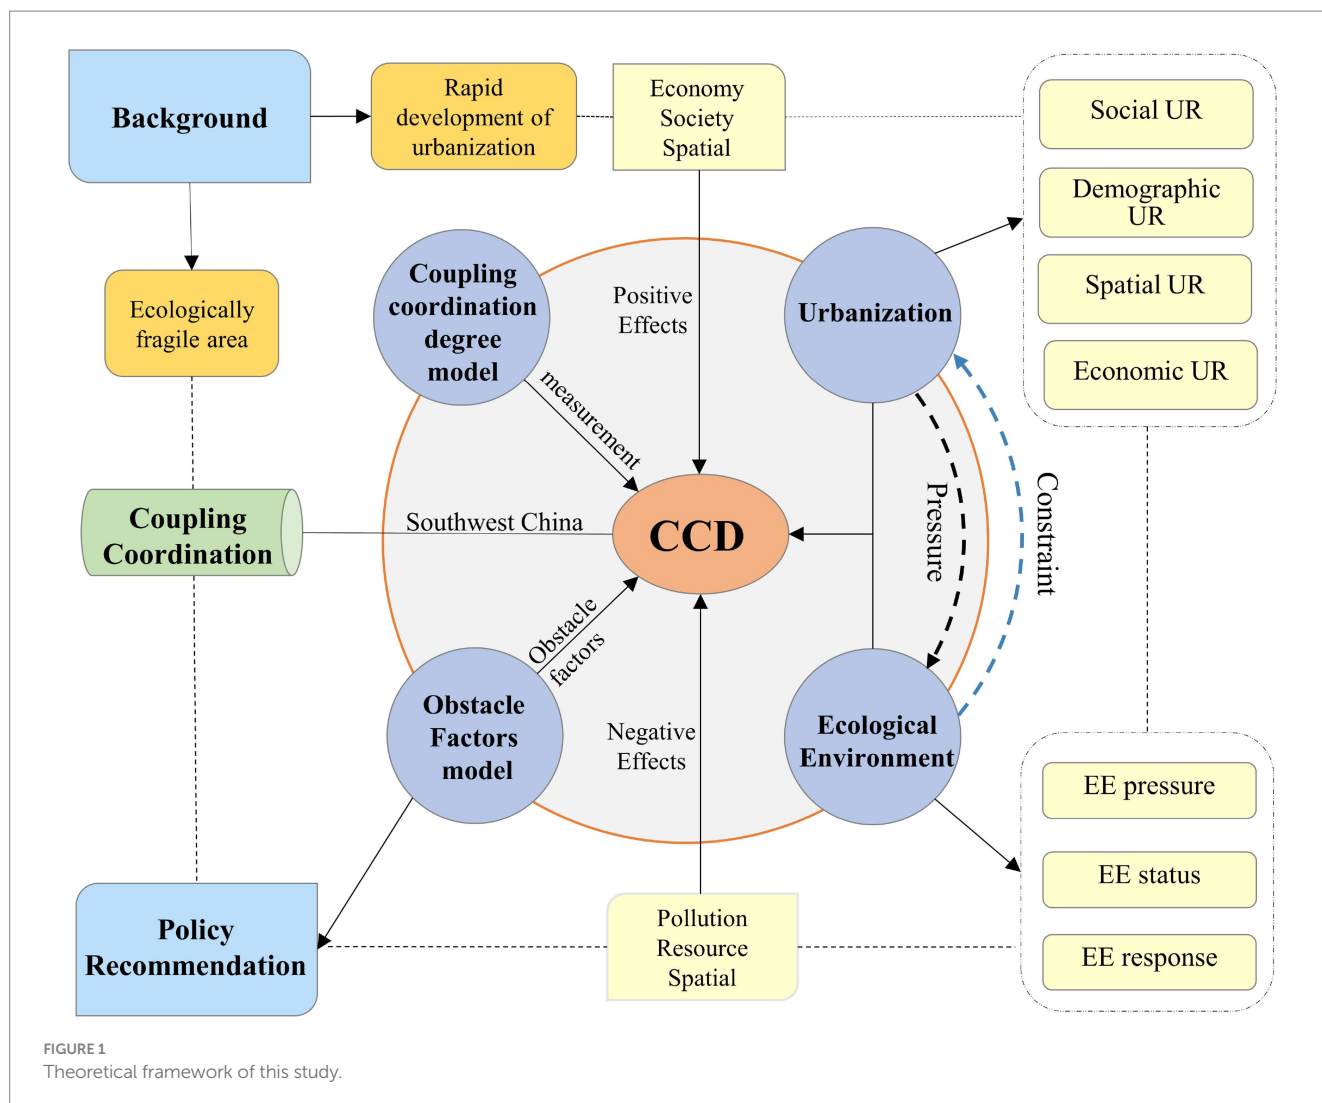 Background
Rapid
development of
urbanization
Economy
Society
Spatial
Social UR
Demographic
UR
Spatial UR
Economic UR
Ecologically
fragile area
Coupling
coordination
degree
model
Positive
Effects
Urbanization
measurement
Pressure
Constraint
Coupling
Coordination
Southwest China
CCD
Obstacle
factors
Obstacle
Factors
model
Negative
Effects
Ecological
Environment
EE pressure
EE status
EE response
Policy
Recommendation
Pollution
Resource
Spatial
FIGURE 1
Theoretical framework of this study.